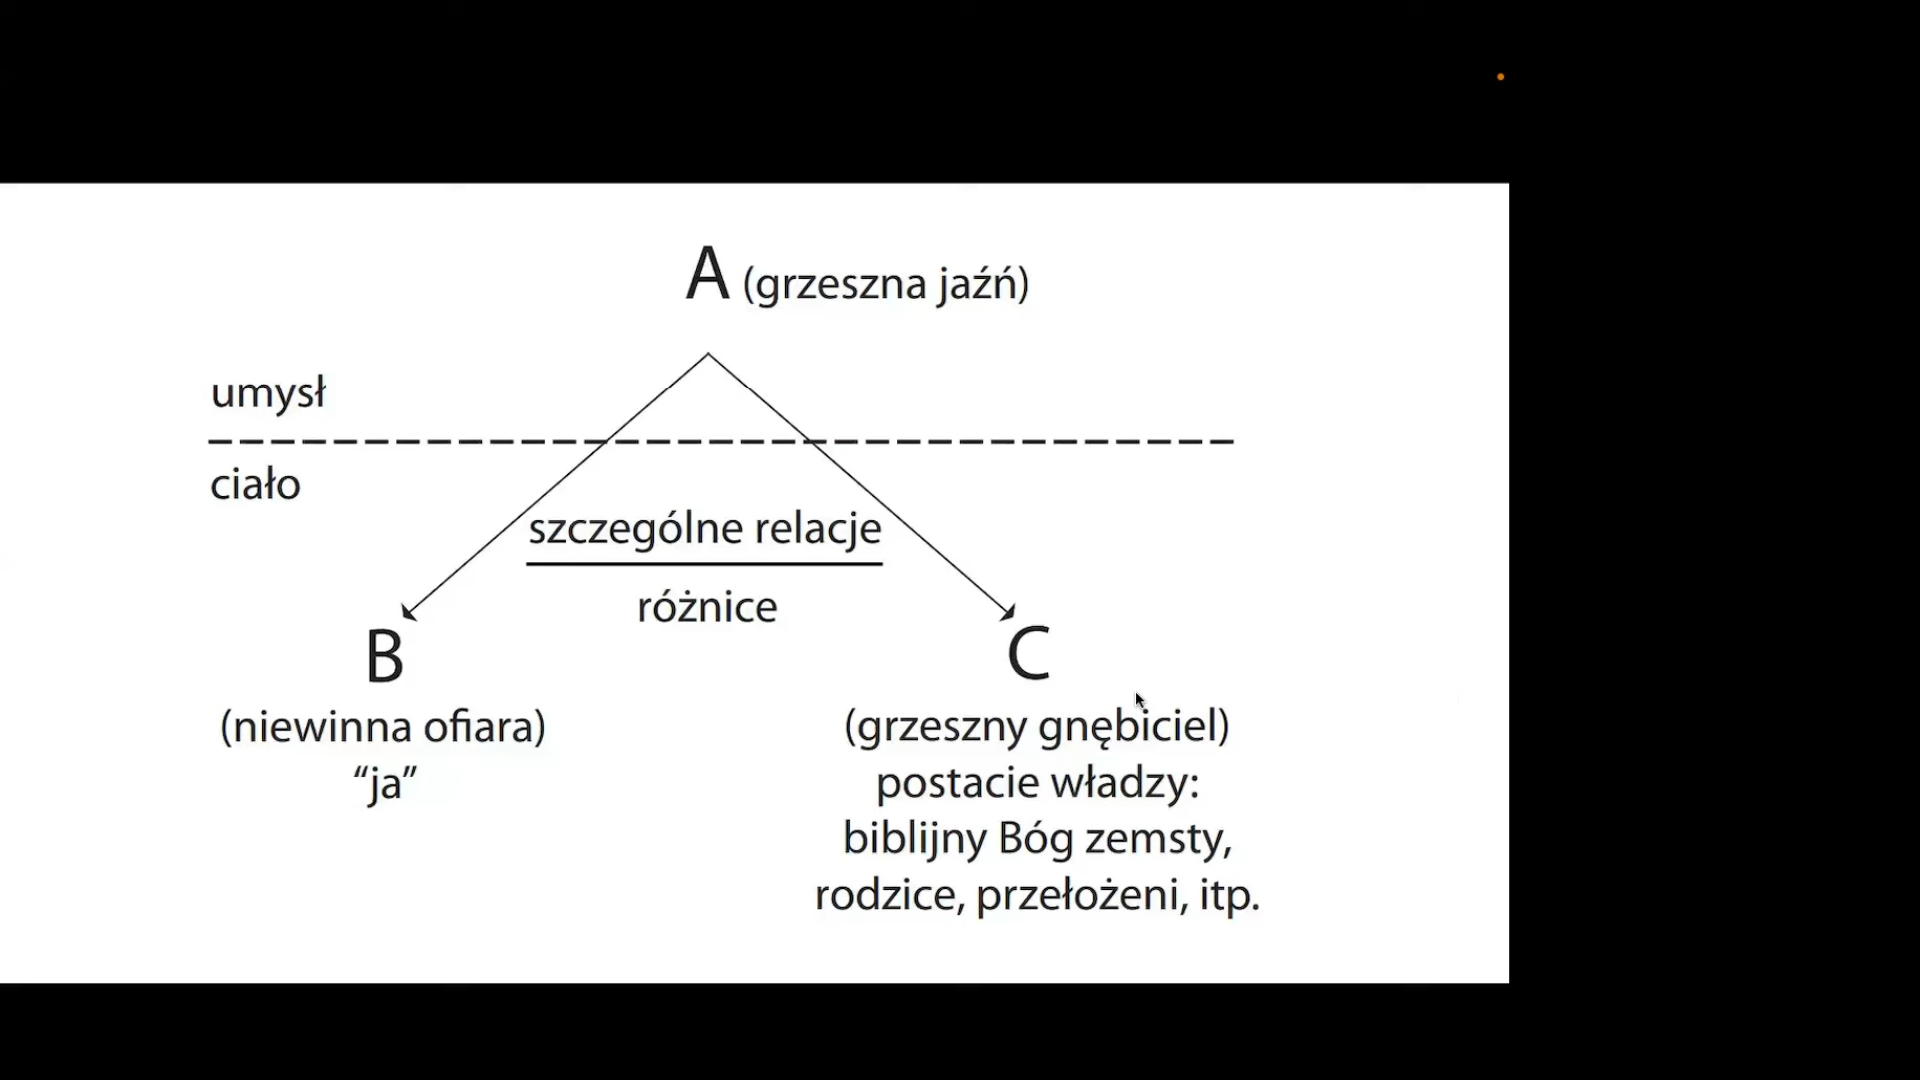 A (grzeszna jaźń)
umysł
ciało
szczególne relacje
różnice
B
(niewinna ofiara)
“ja”
C
(grzeszny gnębiciel)
postacie władzy:
biblijny Bóg zemsty,
rodzice, przełożeni, itp.